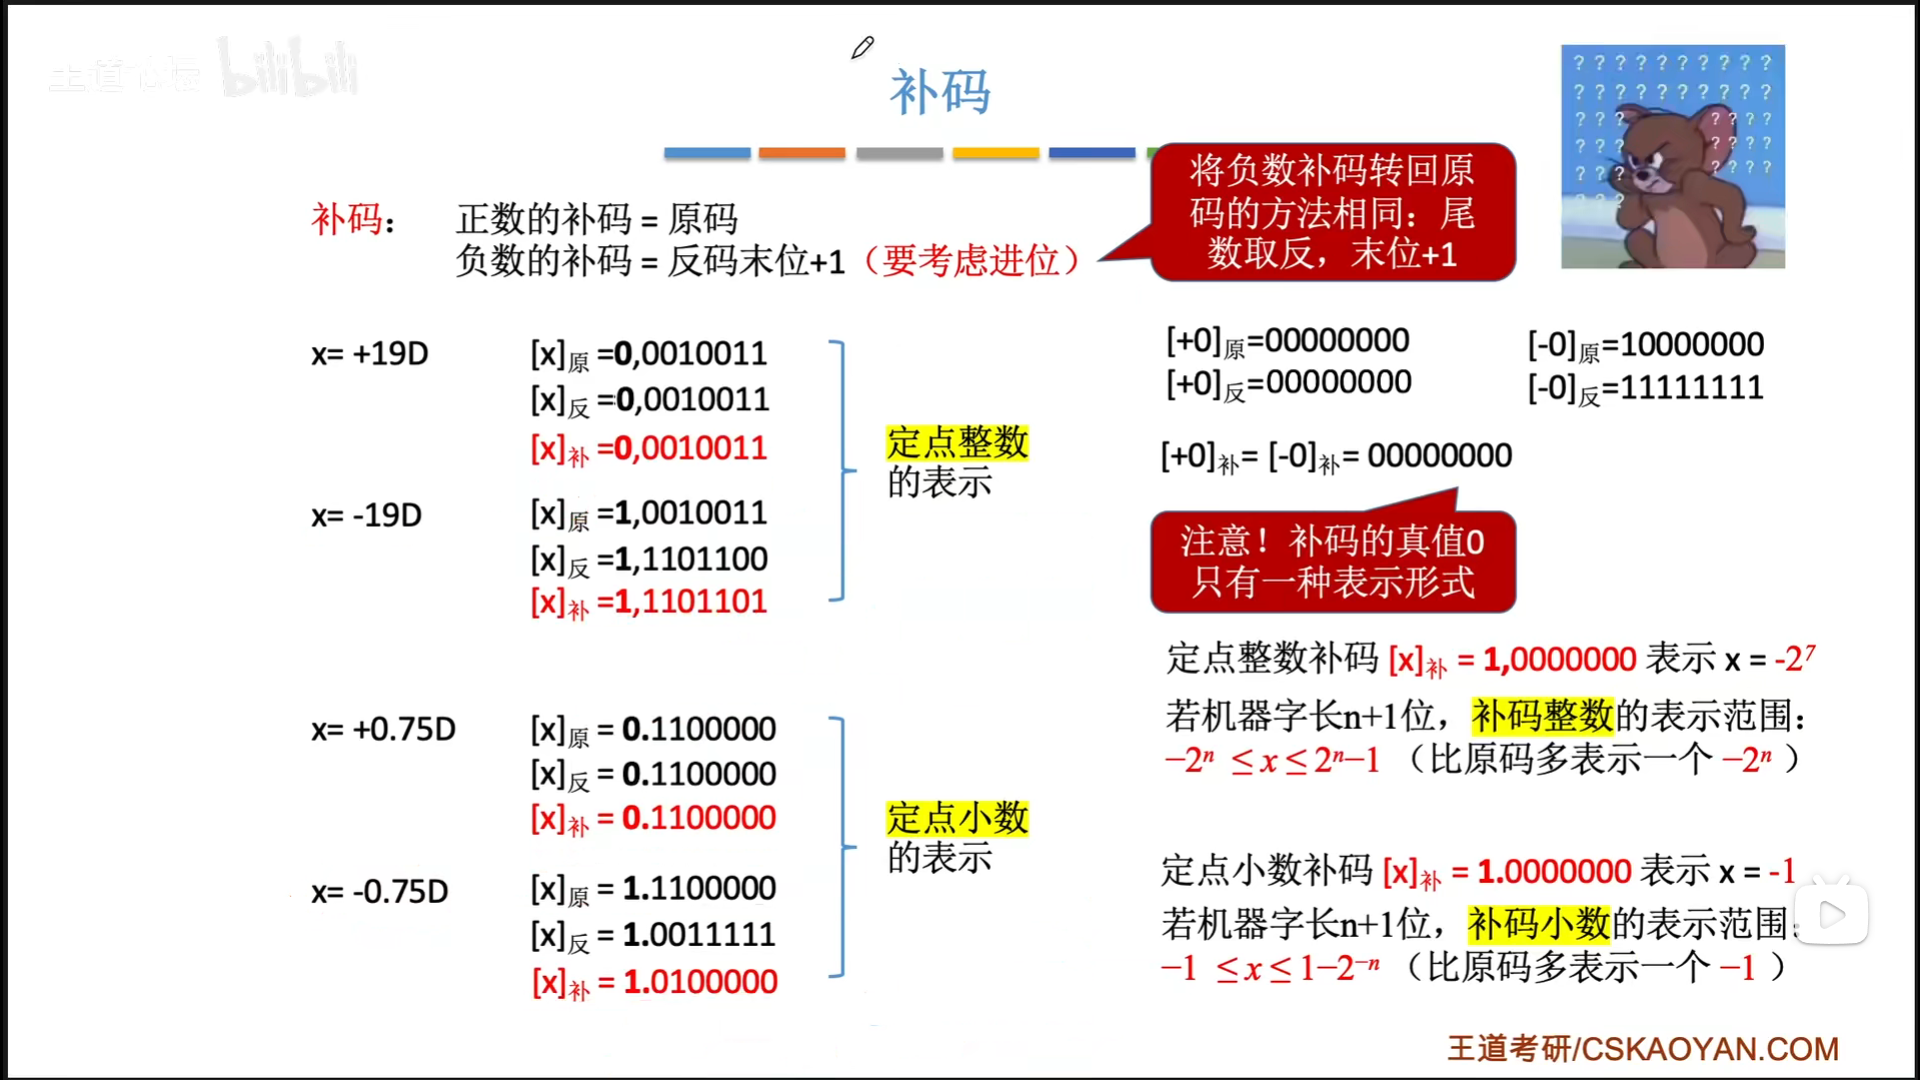 王道论坛 bilibili
补码
补码： 正数的补码 = 原码
负数的补码 = 反码末位+1（要考虑进位）
将负数补码转回原
码的方法相同：尾
数取反，末位+1
? ? ? ? ? ? ? ? ? ?
? ? ? ? ? ? ? ? ? ?
? ? ? ? ? ? ?
? ? ? ? ? ? ?
? ? ? ? ? ? ?
? ? ?
x= +19D
[x]原 =0,0010011
[x]反 =0,0010011
[x]补 =0,0010011
x= -19D
[x]原 =1,0010011
[x]反 =1,1101100
[x]补 =1,1101101
定点整数
的表示
x= +0.75D
[x]原 = 0.1100000
[x]反 = 0.1100000
[x]补 = 0.1100000
x= -0.75D
[x]原 = 1.1100000
[x]反 = 1.0011111
[x]补 = 1.0100000
定点小数
的表示
[+0]原=00000000 [-0]原=10000000
[+0]反=00000000 [-0]反=11111111
[+0]补= [-0]补= 00000000
注意！补码的真值0
只有一种表示形式
定点整数补码 [x]补 = 1,0000000 表示 x = -2⁷
若机器字长n+1位，补码整数的表示范围：
−2ⁿ ≤ x ≤ 2ⁿ−1 （比原码多表示一个 −2ⁿ ）
定点小数补码 [x]补 = 1.0000000 表示 x = -1
若机器字长n+1位，补码小数的表示范围：
−1 ≤ x ≤ 1−2⁻ⁿ （比原码多表示一个 −1 ）
王道考研/CSKAOYAN.COM